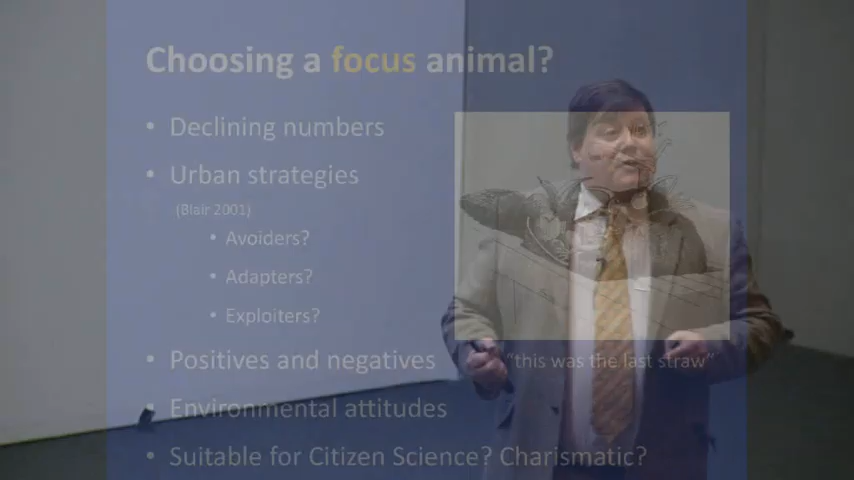 Choosing a focus animal?
• Declining numbers
• Urban strategies
(Blair 2001)
• Avoiders?
• Adapters?
• Exploiters?
• Positives and negatives
"this was the last straw"
• Environmental attitudes
• Suitable for Citizen Science? Charismatic?